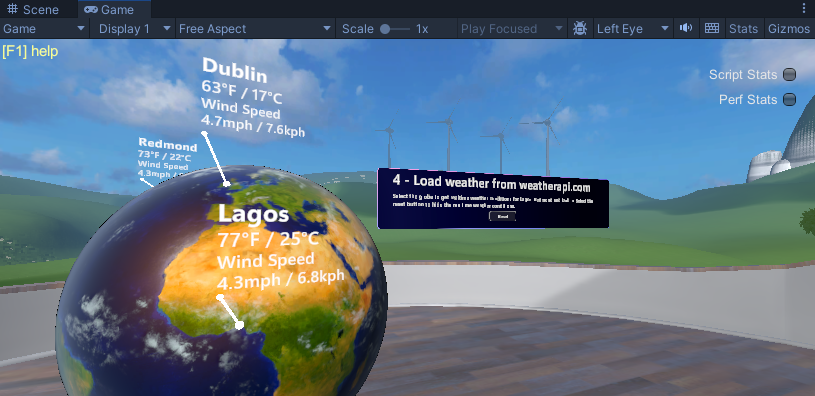 Scene
Game
Game
Display 1
Free Aspect
Scale
1x
Play Focused
Left Eye
Stats
Gizmos
[F1] help
Script Stats
Perf Stats
Dublin
63°F / 17°C
Wind Speed
4.7mph / 7.6kph
Redmond
73°F / 22°C
Wind Speed
4.3mph /
4 - Load weather from weatherapi.com
Reset
Lagos
77°F / 25°C
Wind Speed
4.3mph / 6.8kph